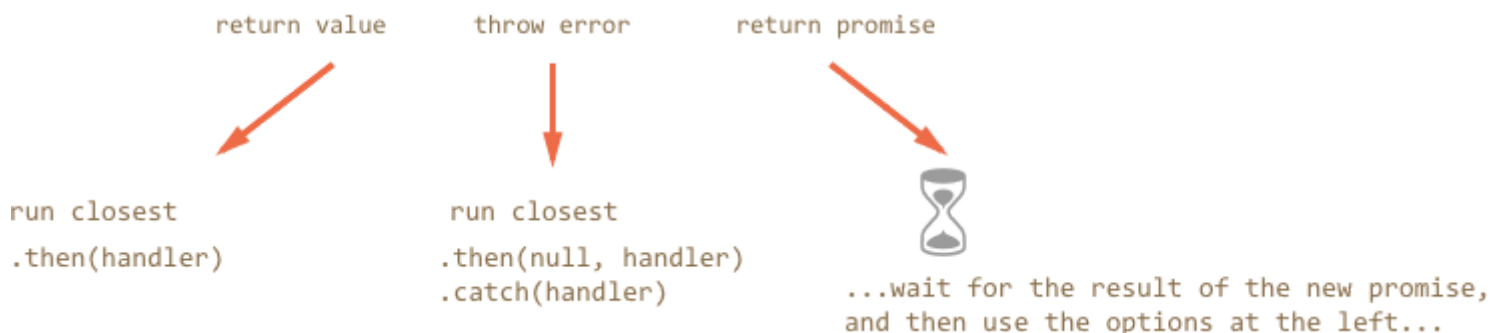 return value
throw error
return promise
run closest
.then(handler)
run closest
.then(null, handler)
.catch(handler)
...wait for the result of the new promise,
and then use the options at the left...